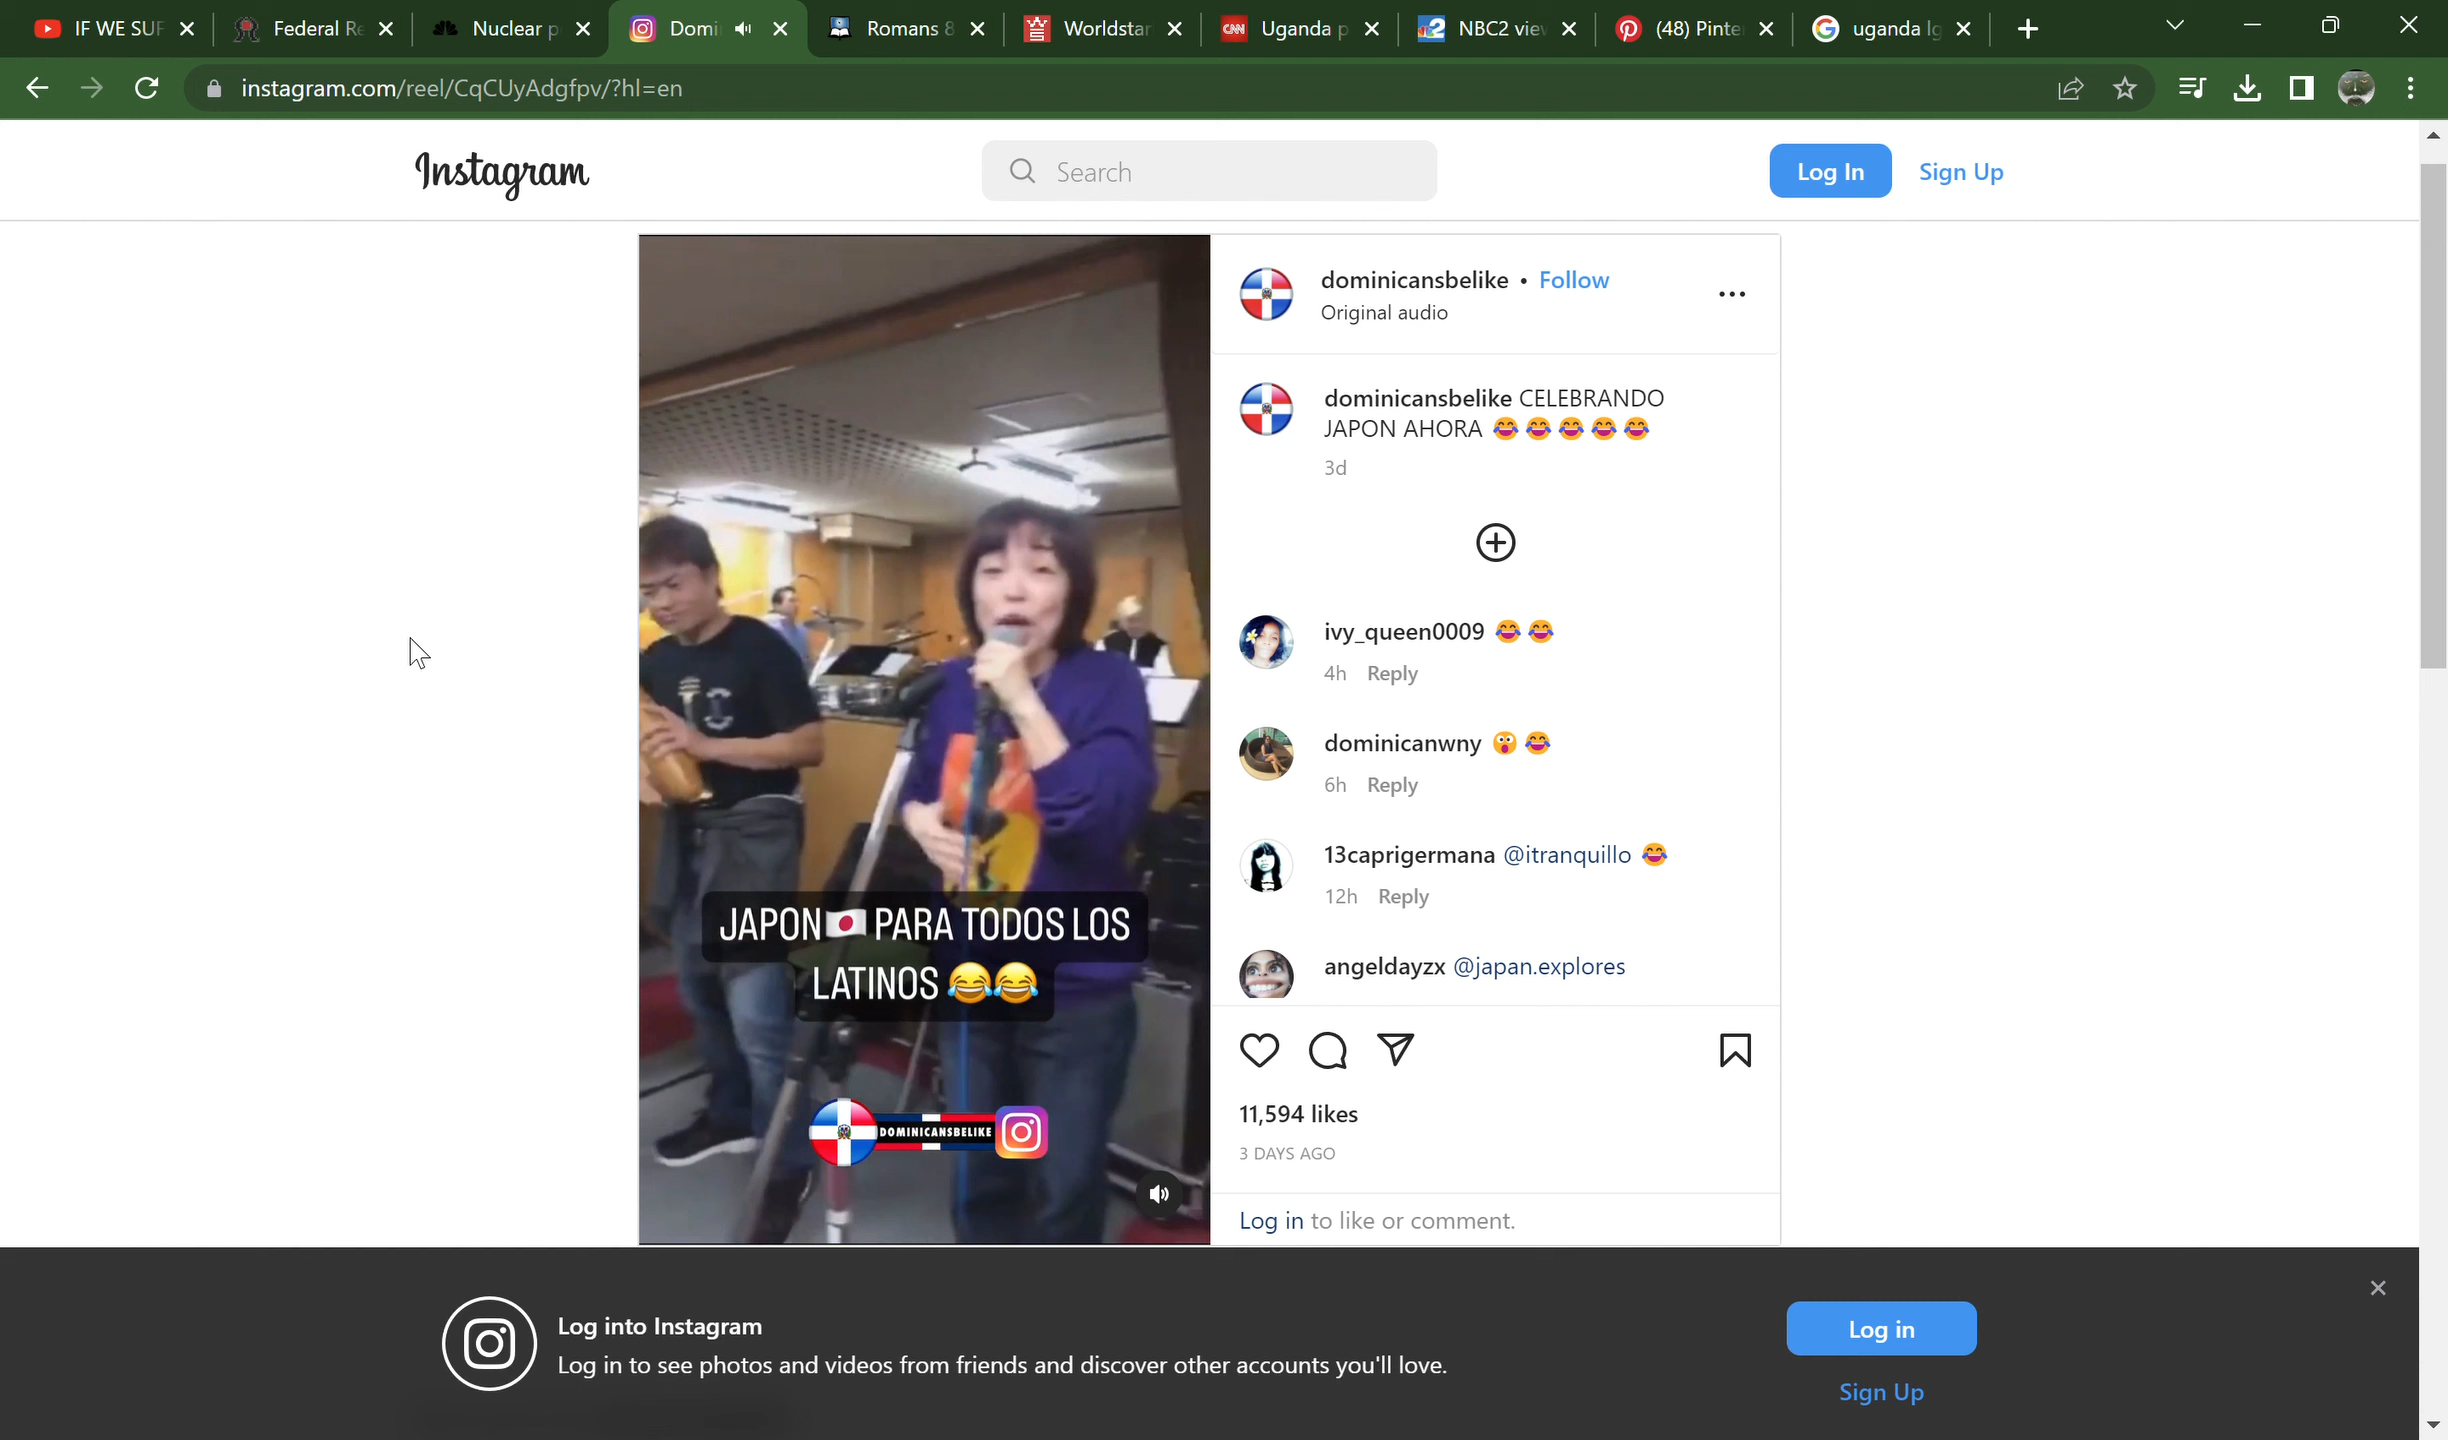 IF WE SUF
Federal Re
Nuclear p
Domi
Romans 8
Worldstar
Uganda p
NBC2 view
(48) Pinte
uganda lg
instagram.com/reel/CqCUyAdgfpv/?hl=en
Instagram
Search
Log In
Sign Up
dominicansbelike • Follow
Original audio
dominicansbelike CELEBRANDO
JAPON AHORA 😂😂😂😂😂
3d
ivy_queen0009 😂😂
4h Reply
dominicanwny 😲😂
6h Reply
13caprigermana @itranquillo 😂
12h Reply
angeldayzx @japan.explores
11,594 likes
3 DAYS AGO
Log in to like or comment.
JAPON🇯🇵PARA TODOS LOS
LATINOS 😂😂
DOMINICANSBELIKE
Log into Instagram
Log in to see photos and videos from friends and discover other accounts you'll love.
Log in
Sign Up